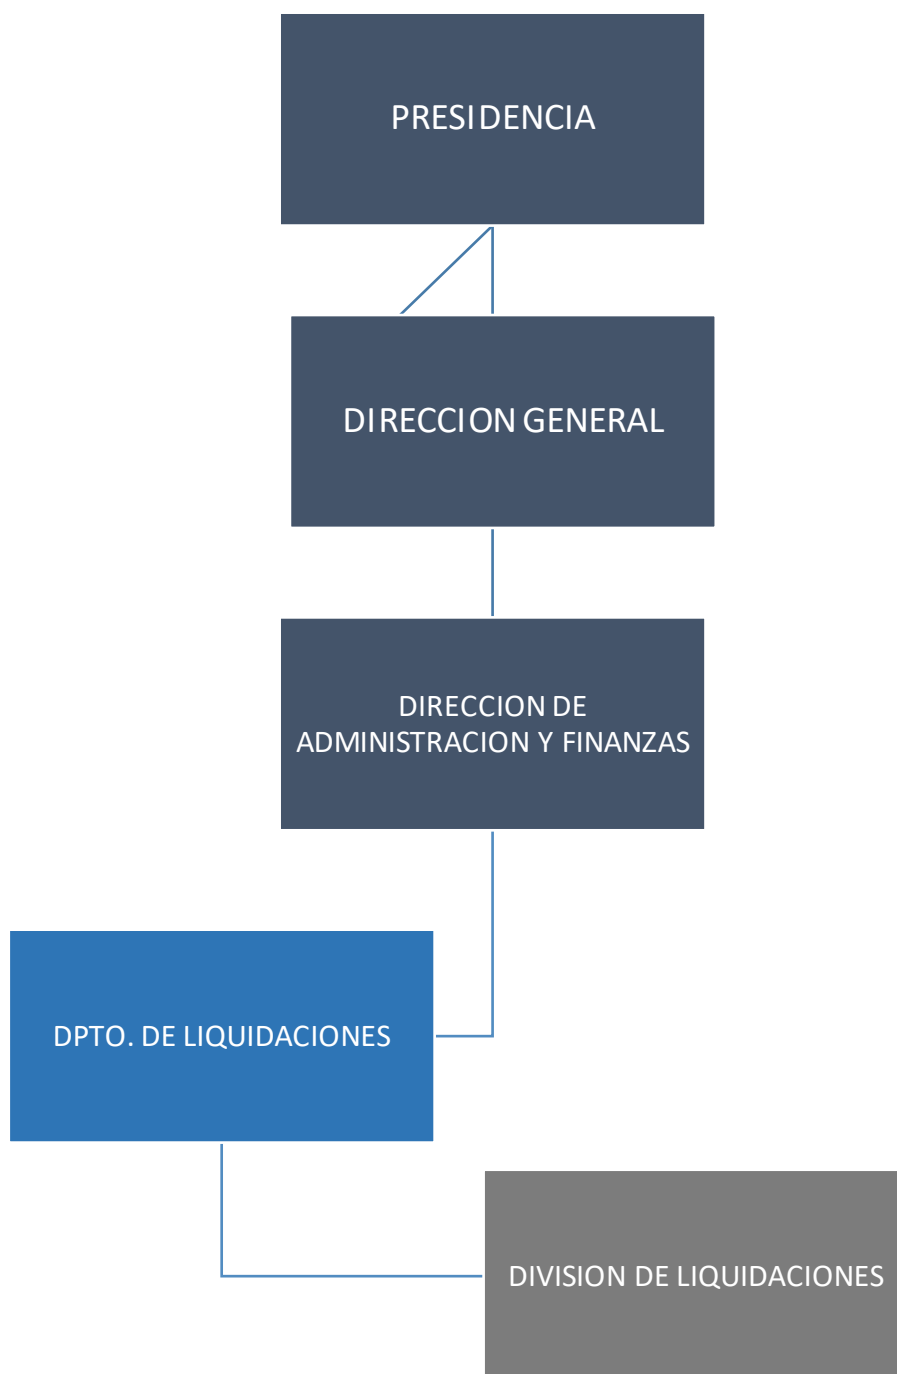 PRESIDENCIA
DIRECCION GENERAL
DIRECCION DE
ADMINISTRACION Y FINANZAS
DPTO. DE LIQUIDACIONES
DIVISION DE LIQUIDACIONES